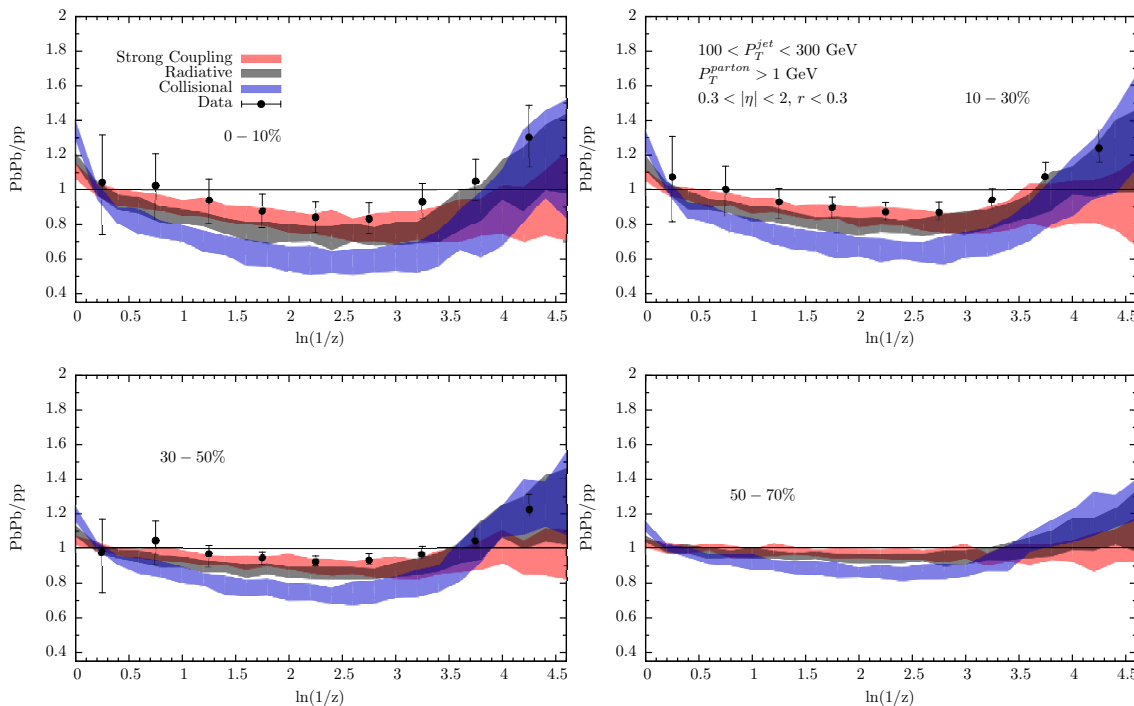 2
1.8
1.6
1.4
1.2
1
0.8
0.6
0.4
PbPb/pp
Strong Coupling
Radiative
Collisional
Data
0 − 10%
0 0.5 1 1.5 2 2.5 3 3.5 4 4.5
ln(1/z)
2
1.8
1.6
1.4
1.2
1
0.8
0.6
0.4
PbPb/pp
100 < P_T^{jet} < 300 GeV
P_T^{parton} > 1 GeV
0.3 < |η| < 2, r < 0.3
10 − 30%
0 0.5 1 1.5 2 2.5 3 3.5 4 4.5
ln(1/z)
2
1.8
1.6
1.4
1.2
1
0.8
0.6
0.4
PbPb/pp
30 − 50%
0 0.5 1 1.5 2 2.5 3 3.5 4 4.5
ln(1/z)
2
1.8
1.6
1.4
1.2
1
0.8
0.6
0.4
PbPb/pp
50 − 70%
0 0.5 1 1.5 2 2.5 3 3.5 4 4.5
ln(1/z)